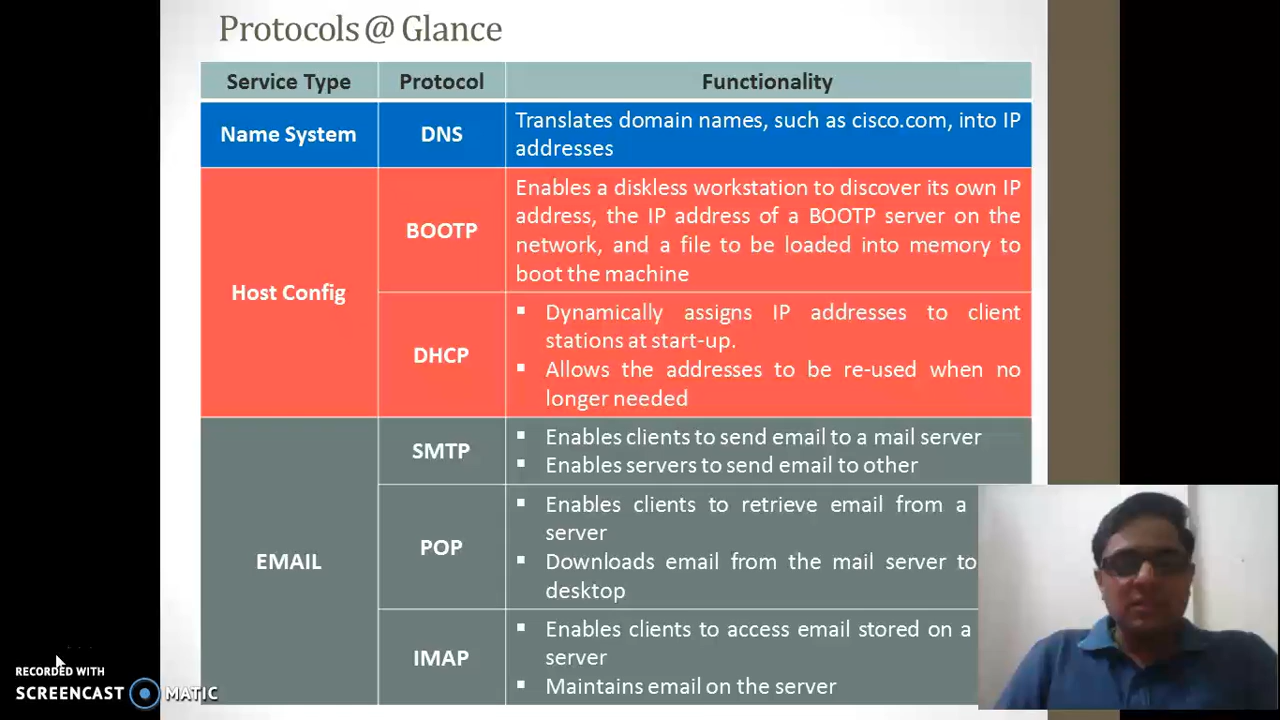 Protocols @ Glance
Service Type Protocol Functionality
Name System DNS
Translates domain names, such as cisco.com, into IP
addresses
Host Config
BOOTP
Enables a diskless workstation to discover its own IP
address, the IP address of a BOOTP server on the
network, and a file to be loaded into memory to
boot the machine
DHCP
▪ Dynamically assigns IP addresses to client
stations at start-up.
▪ Allows the addresses to be re-used when no
longer needed
EMAIL
SMTP
▪ Enables clients to send email to a mail server
▪ Enables servers to send email to other
POP
▪ Enables clients to retrieve email from a
server
▪ Downloads email from the mail server to
desktop
IMAP
▪ Enables clients to access email stored on a
server
▪ Maintains email on the server
RECORDED WITH
SCREENCAST MATIC